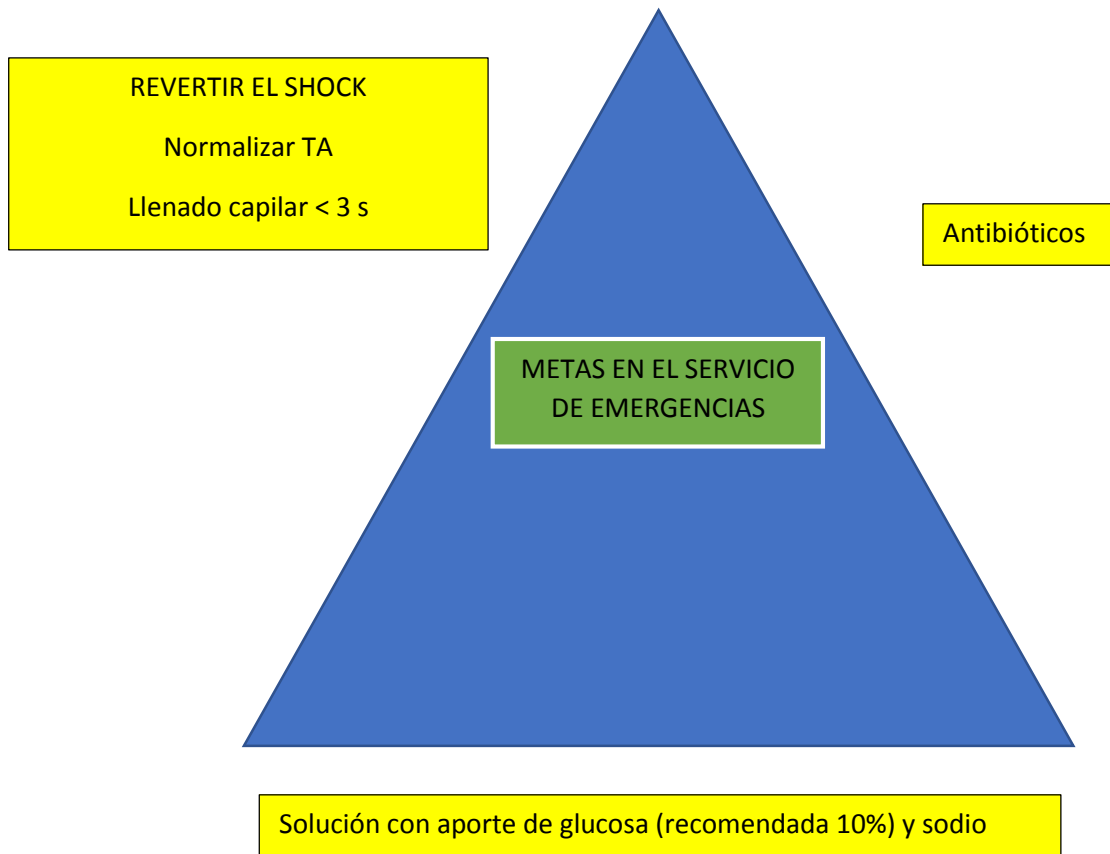 REVERTIR EL SHOCK
Normalizar TA
Llenado capilar < 3 s
Antibióticos
METAS EN EL SERVICIO
DE EMERGENCIAS
Solución con aporte de glucosa (recomendada 10%) y sodio